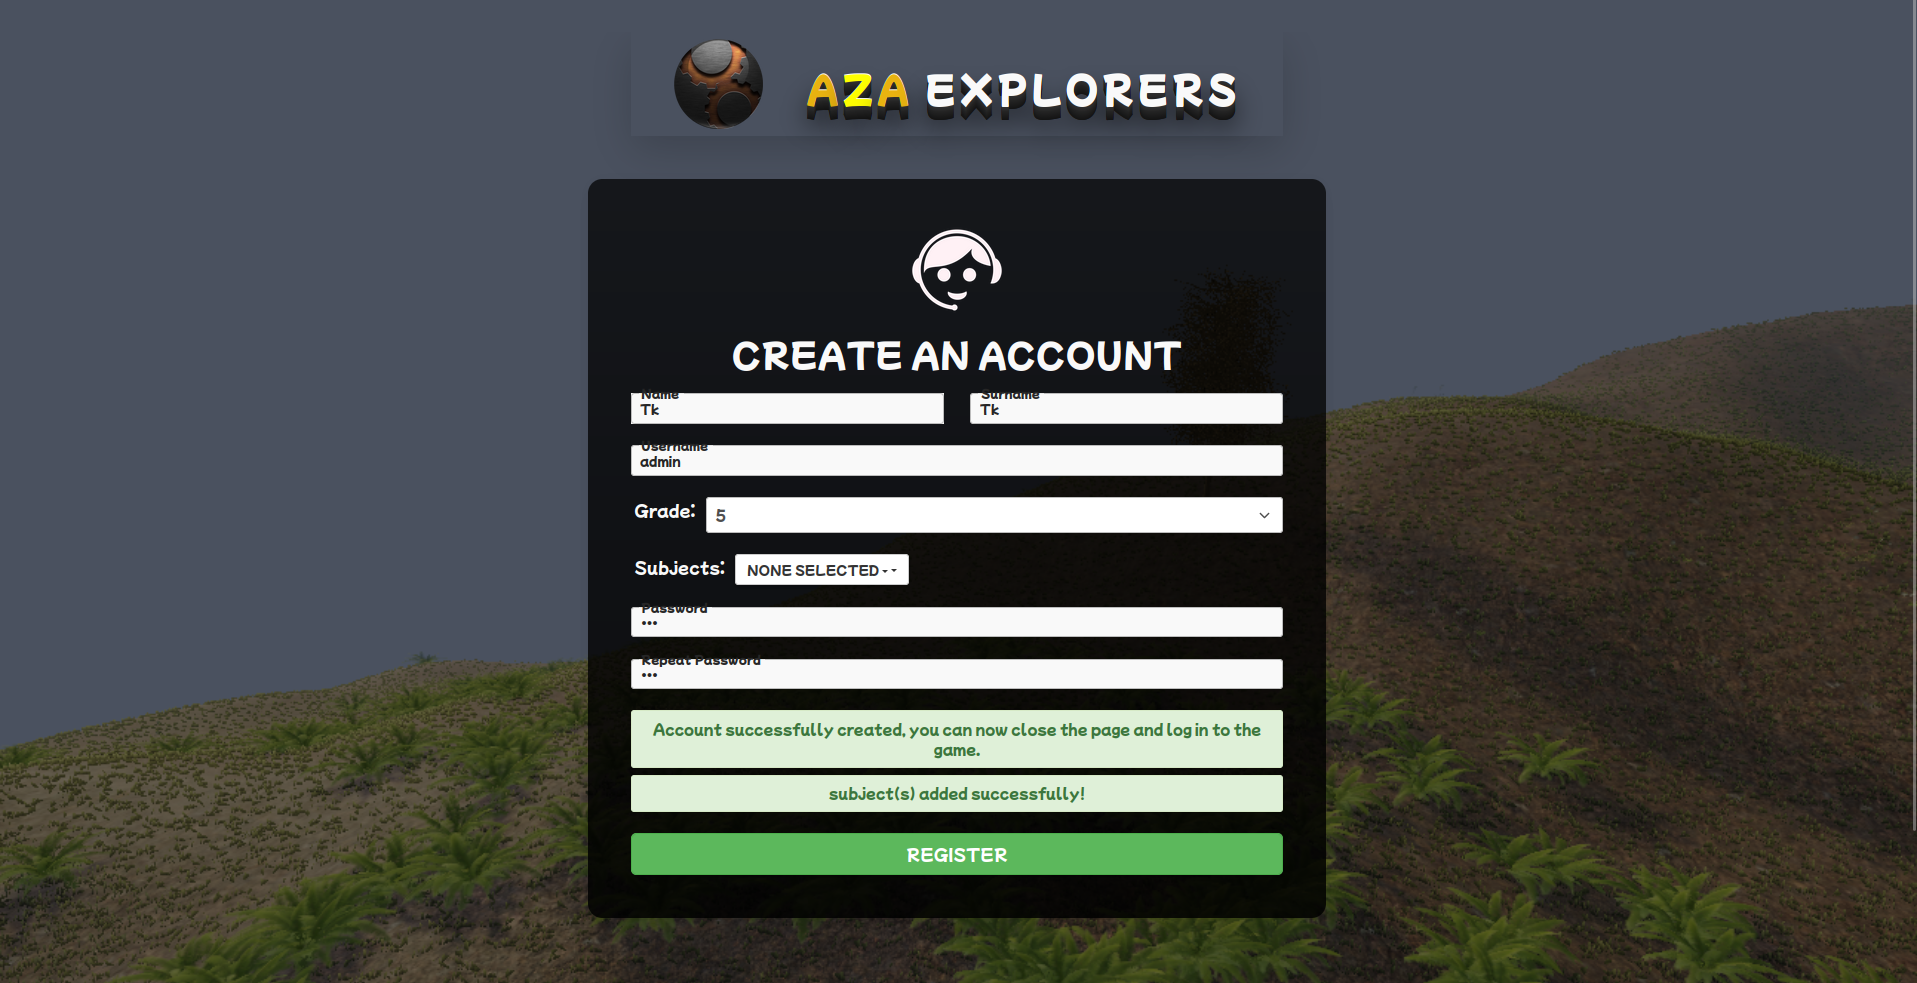 AZA EXPLORERS
CREATE AN ACCOUNT
Name
Tk
Surname
Tk
Username
admin
Grade:
5
Subjects:
NONE SELECTED
Password
•••
Repeat Password
•••
Account successfully created, you can now close the page and log in to the
game.
subject(s) added successfully!
REGISTER